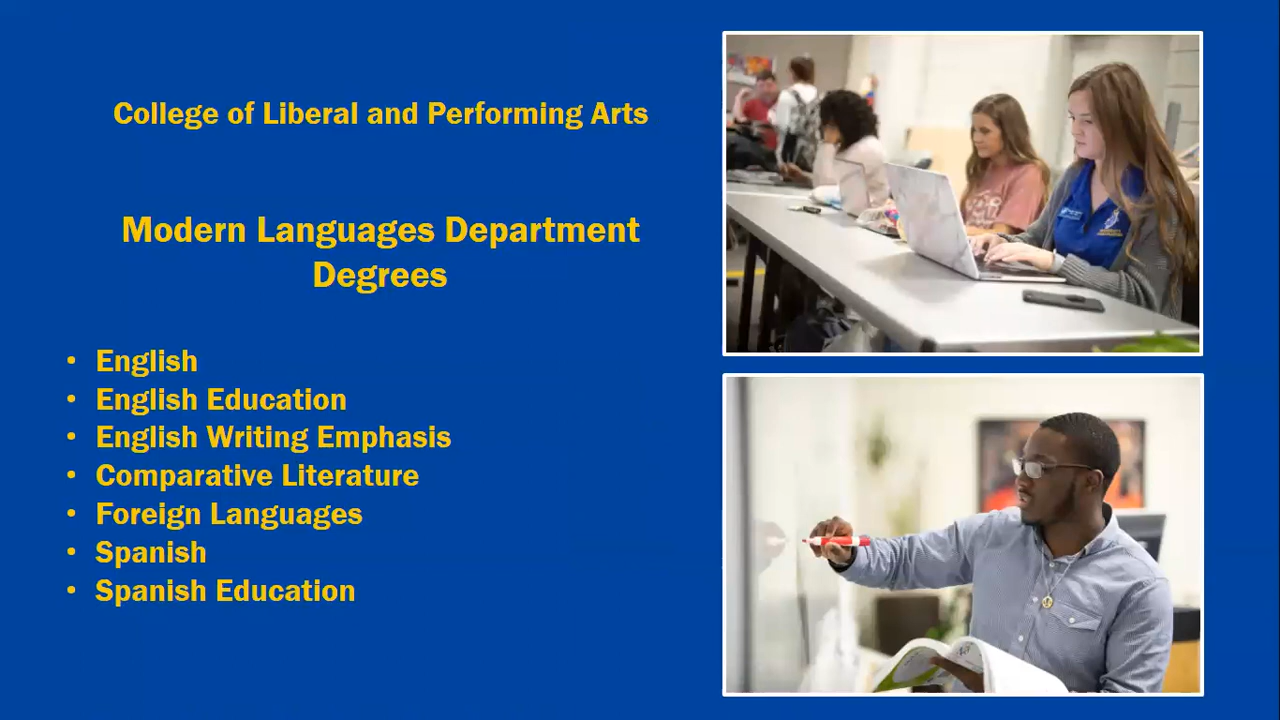 College of Liberal and Performing Arts
Modern Languages Department
Degrees
• English
• English Education
• English Writing Emphasis
• Comparative Literature
• Foreign Languages
• Spanish
• Spanish Education